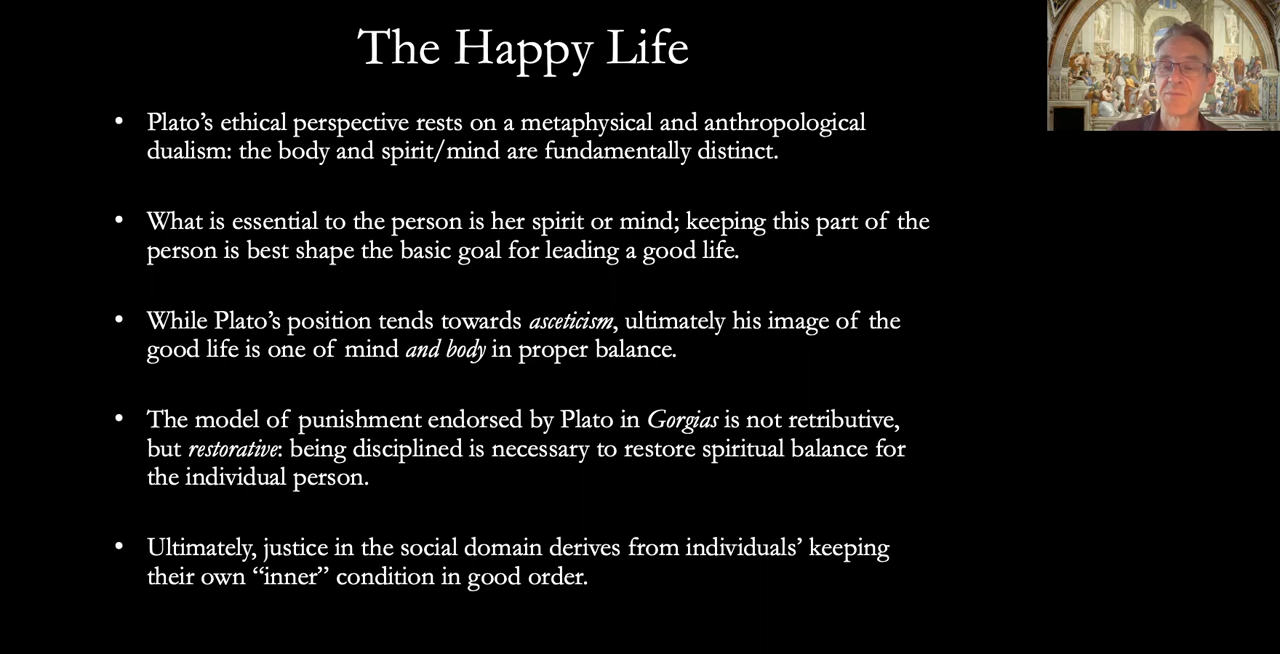 The Happy Life
• Plato’s ethical perspective rests on a metaphysical and anthropological
dualism: the body and spirit/mind are fundamentally distinct.
• What is essential to the person is her spirit or mind; keeping this part of the
person is best shape the basic goal for leading a good life.
• While Plato’s position tends towards asceticism, ultimately his image of the
good life is one of mind and body in proper balance.
• The model of punishment endorsed by Plato in Gorgias is not retributive,
but restorative: being disciplined is necessary to restore spiritual balance for
the individual person.
• Ultimately, justice in the social domain derives from individuals’ keeping
their own “inner” condition in good order.